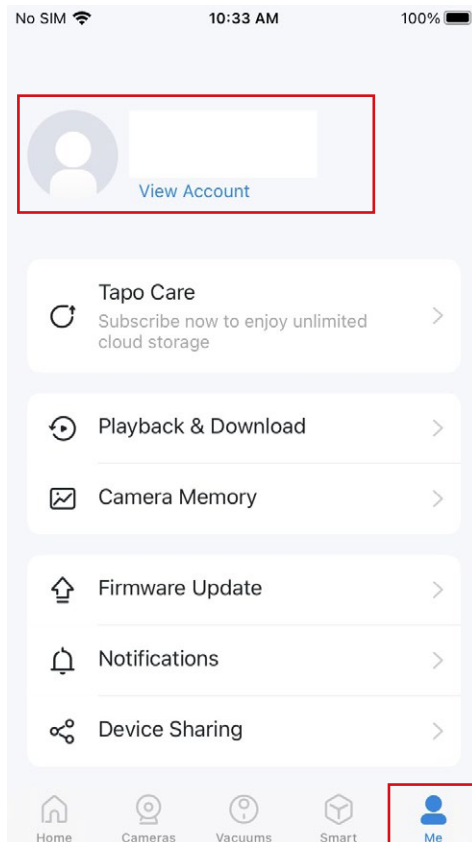 No SIM 10:33 AM 100%
View Account
Tapo Care
Subscribe now to enjoy unlimited
cloud storage
Playback & Download
Camera Memory
Firmware Update
Notifications
Device Sharing
Home Cameras Vacuums Smart Me